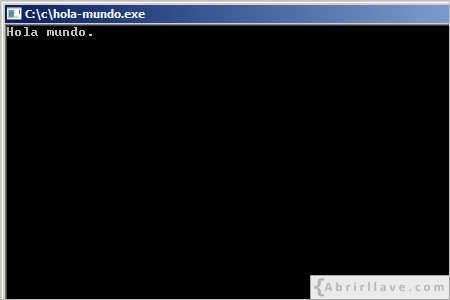 C:\c\hola-mundo.exe
Hola mundo.
{Abrirllave.com